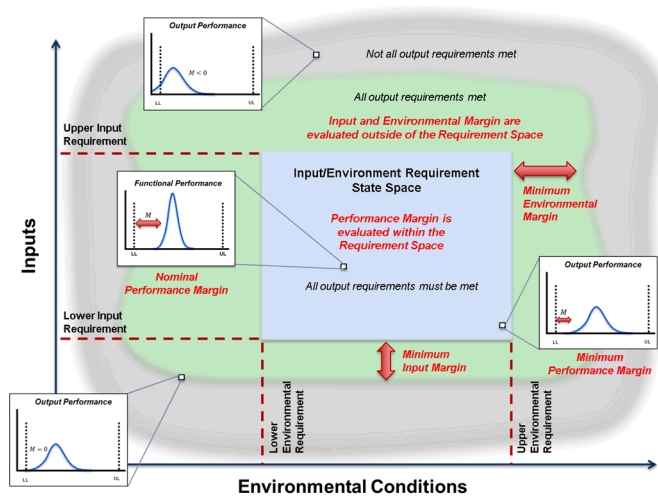 Output Performance
M < 0
LL
UL
Not all output requirements met
All output requirements met
Input and Environmental Margin are
evaluated outside of the Requirement Space
Upper Input
Requirement
Input/Environment Requirement
State Space
Minimum
Environmental
Margin
Functional Performance
M
LL
UL
Performance Margin is
evaluated within the
Requirement Space
Nominal
Performance Margin
All output requirements must be met
Output Performance
M
LL
UL
Lower Input
Requirement
Minimum
Input Margin
Minimum
Performance Margin
Output Performance
M = 0
LL
UL
Lower
Environmental
Requirement
Upper
Environmental
Requirement
Inputs
Environmental Conditions